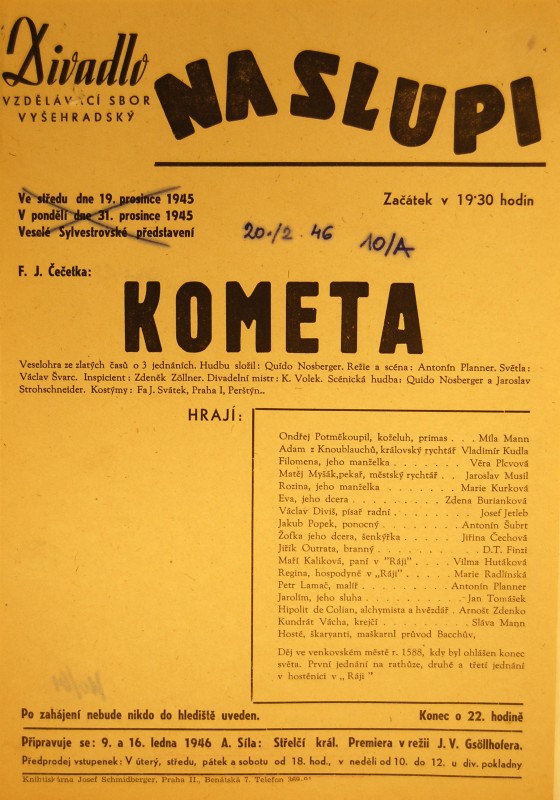 Divadlo
VZDĚLÁVACÍ SBOR
VYŠEHRADSKÝ
NA SLUPI
Ve středu dne 19. prosince 1945
V pondělí dne 31. prosince 1945
Veselé Sylvestrovské představení
Začátek v 19·30 hodin
20./2. 46
10/A
F. J. Čečetka:
KOMETA
Veselohra ze zlatých časů o 3 jednáních. Hudbu složil: Quido Nosberger. Režie a scéna: Antonín Planner. Světla:
Václav Švarc. Inspicient: Zdeněk Zöllner. Divadelní mistr: K. Volek. Scénická hudba: Quido Nosberger a Jaroslav
Strohschneider. Kostýmy: Fa J. Svátek, Praha I, Perštýn..
HRAJÍ:
Ondřej Potměkoupil, koželuh, primas . . . Míla Mann
Adam z Knoblauchů, královský rychtář Vladimír Kudla
Filomena, jeho manželka . . . . . . . Věra Plcvová
Matěj Myšák,pekař, městský rychtář . . Jaroslav Musil
Rozina, jeho manželka . . . . . . . Marie Kurková
Eva, jeho dcera . . . . . . . . Zdena Burianková
Václav Diviš, písař radní . . . . . . . . Josef Jetleb
Jakub Popek, ponocný . . . . . . . . Antonín Šubrt
Žofka jeho dcera, šenkýřka . . . . . Jiřina Čechová
Jiřík Outrata, branný . . . . . . . . . . D.T. Finzi
Maří Kaliková, paní v "Ráji" . . . . Vilma Hutáková
Regina, hospodyně v „Ráji" . . . . . Marie Radlínská
Petr Lamač, malíř . . . . . . . . . Antonín Planner
Jarolím, jeho sluha . . . . . . . . . . Jan Tomášek
Hipolit de Colian, alchymista a hvězdář . Arnošt Zdenko
Kundrát Vácha, krejčí . . . . . . . . . Sláva Mann
Hosté, škaryanti, maškarní průvod Bacchův,
Děj ve venkovském městě r. 1588, kdy byl ohlášen konec
světa. První jednání na rathůze, druhé a třetí jednání
v hostěnici v „ Ráji "
Po zahájení nebude nikdo do hlediště uveden.
Konec o 22. hodině
Připravuje se: 9. a 16. ledna 1946 A. Síla: Střelčí král. Premiera v režii J. V. Gsöllhofera.
Předprodej vstupenek: V úterý, středu, pátek a sobotu od 18. hod., v neděli od 10. do 12. u div. pokladny
Knihtiskárna Josef Schmidberger, Praha II., Benátská 7. Telefon